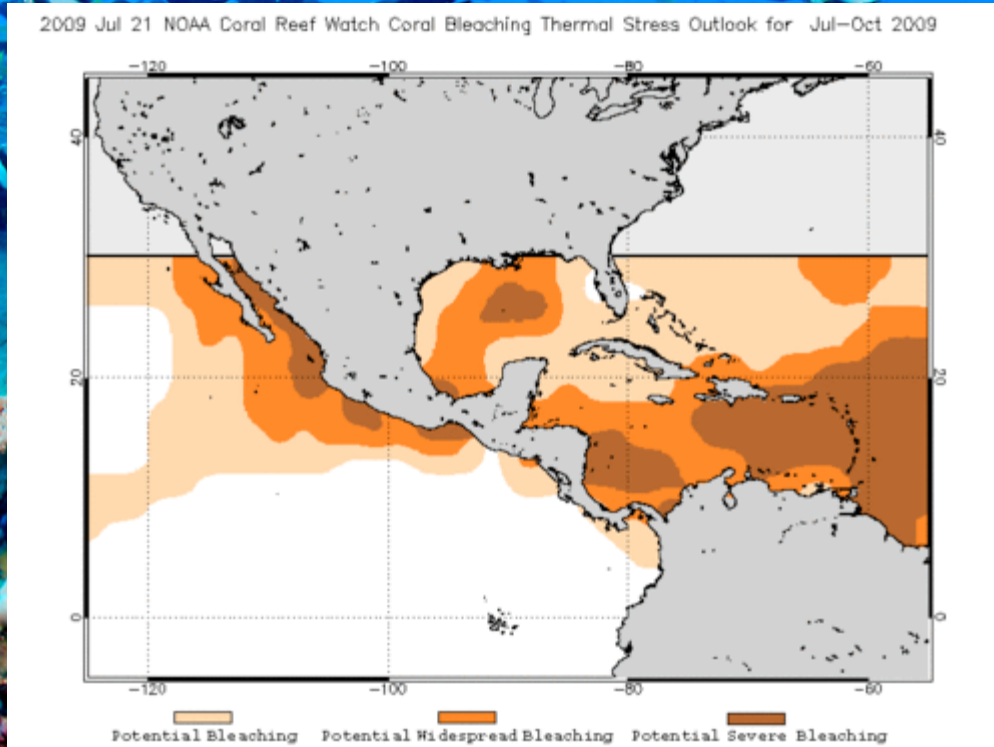 2009 Jul 21 NOAA Coral Reef Watch Coral Bleaching Thermal Stress Outlook for Jul-Oct 2009
-120 -100 -80 -60
40 40
20 20
0 0
-120 -100 -80 -60
Potential Bleaching Potential Widespread Bleaching Potential Severe Bleaching